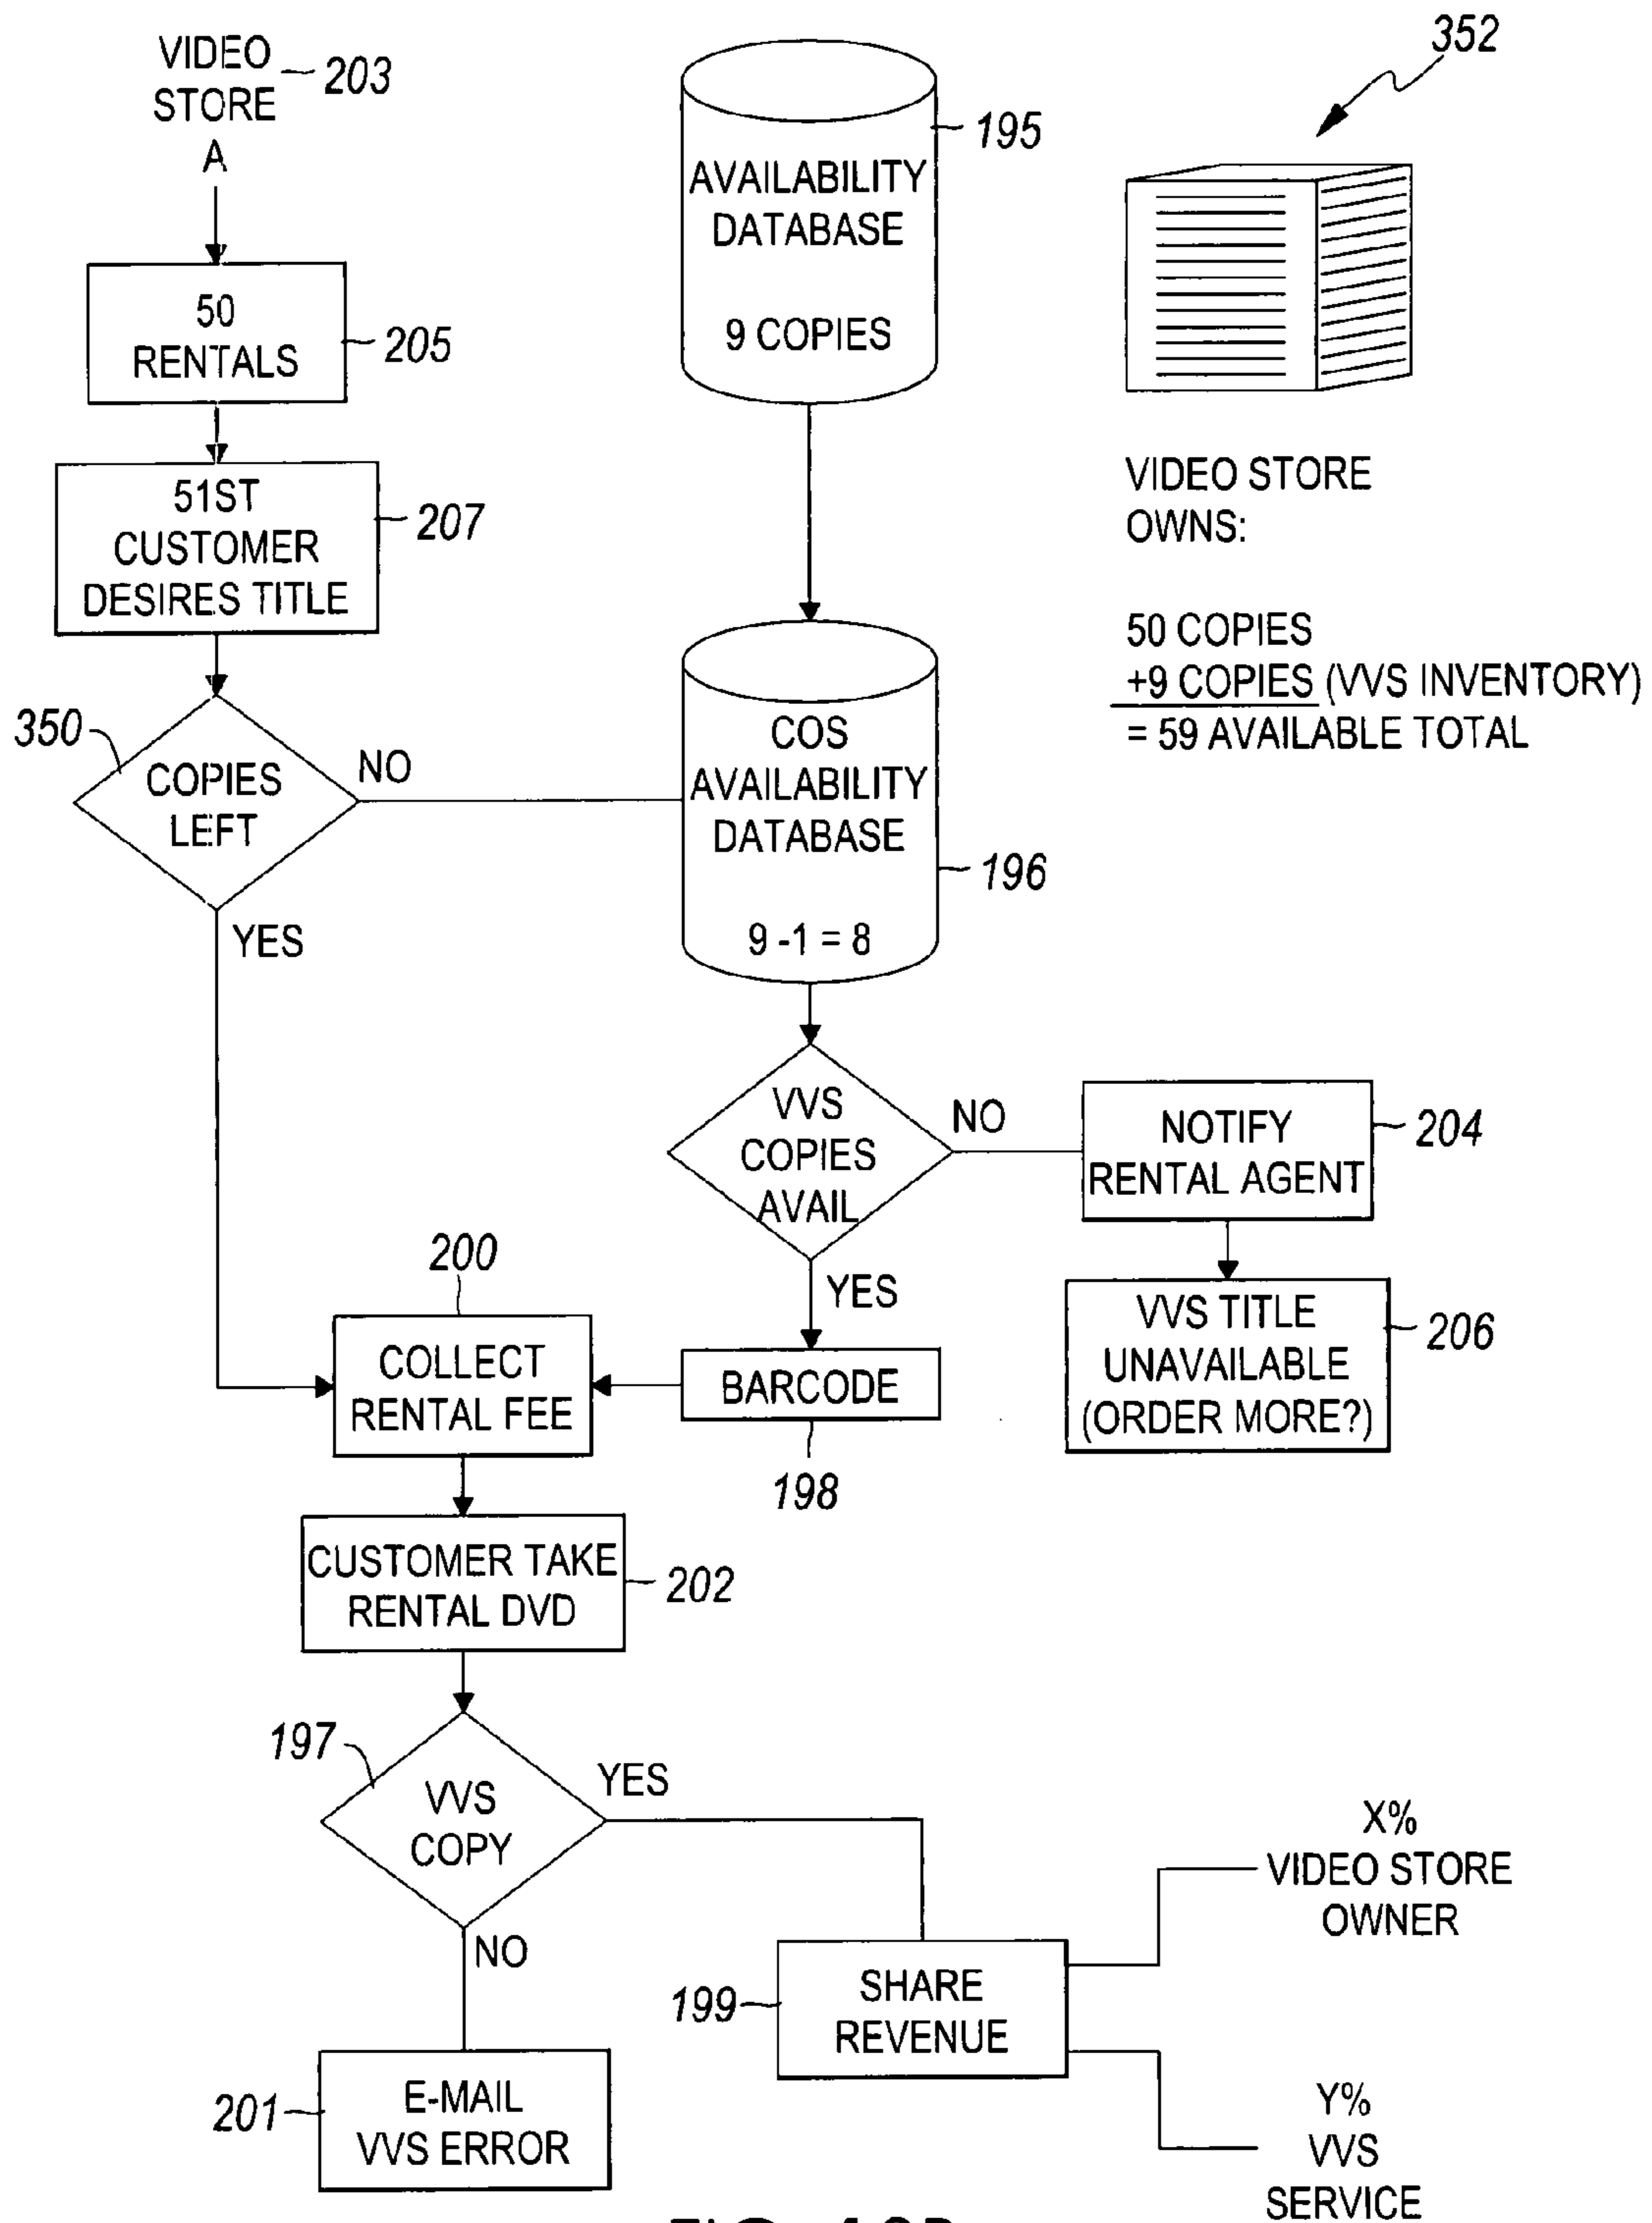 VIDEO
STORE
203
A
50
RENTALS
205
51ST
CUSTOMER
DESIRES TITLE
207
350
COPIES
LEFT
NO
YES
AVAILABILITY
DATABASE
9 COPIES
195
COS
AVAILABILITY
DATABASE
9 -1 = 8
196
352
VIDEO STORE
OWNS:
50 COPIES
+9 COPIES (VVS INVENTORY)
= 59 AVAILABLE TOTAL
VVS
COPIES
AVAIL
NO
YES
NOTIFY
RENTAL AGENT
204
VVS TITLE
UNAVAILABLE
(ORDER MORE?)
206
BARCODE
198
200
COLLECT
RENTAL FEE
CUSTOMER TAKE
RENTAL DVD
202
197
VVS
COPY
YES
NO
E-MAIL
VVS ERROR
201
SHARE
REVENUE
199
X%
VIDEO STORE
OWNER
Y%
VVS
SERVICE